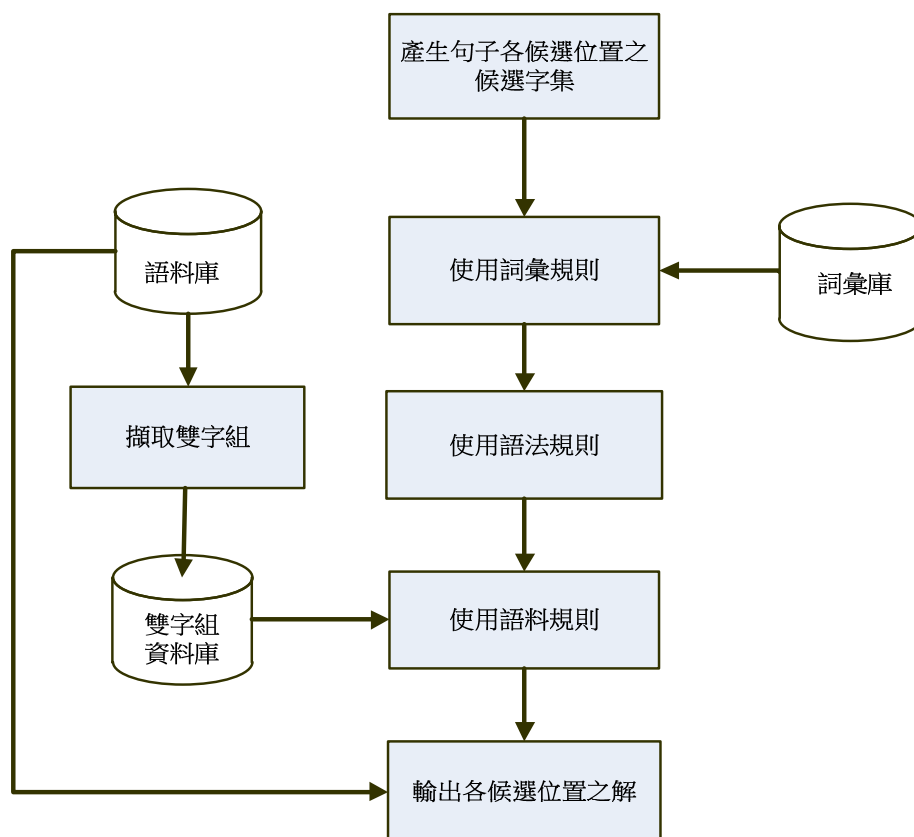 產生句子各候選位置之
候選字集
語料庫
使用詞彙規則
詞彙庫
擷取雙字組
使用語法規則
雙字組
資料庫
使用語料規則
輸出各候選位置之解